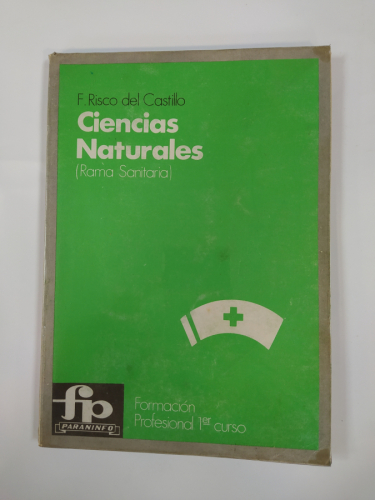 F. Risco del Castillo
Ciencias
Naturales
(Rama Sanitaria)
fp
PARANINFO
Formación
Profesional 1er curso